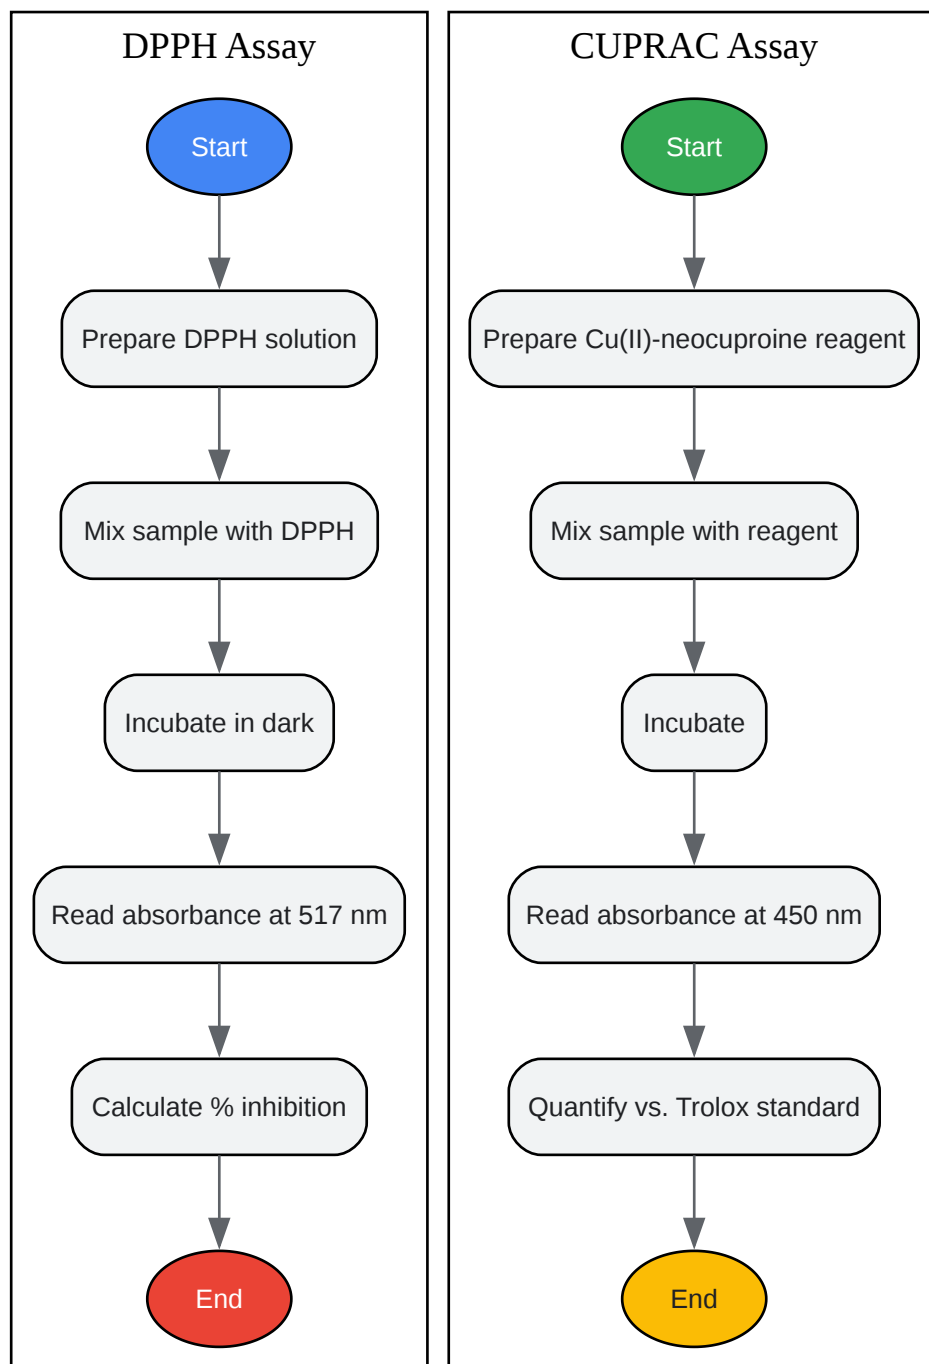 DPPH Assay
Start
Prepare DPPH solution
Mix sample with DPPH
Incubate in dark
Read absorbance at 517 nm
Calculate % inhibition
End
CUPRAC Assay
Start
Prepare Cu(II)-neocuproine reagent
Mix sample with reagent
Incubate
Read absorbance at 450 nm
Quantify vs. Trolox standard
End